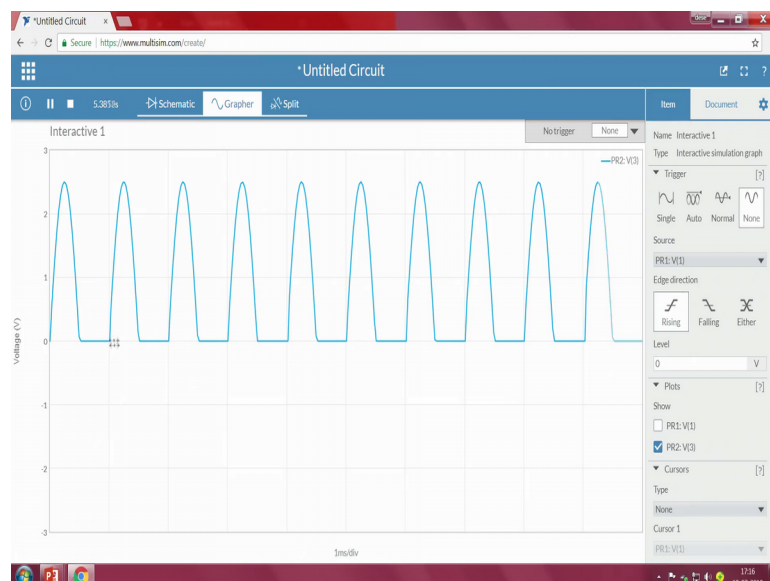 *Untitled Circuit
Secure | https://www.multisim.com/create/
*Untitled Circuit
Schematic Grapher Split
Item Document
Interactive 1
No trigger None
PR2: V(3)
Name Interactive 1
Type Interactive simulation graph
Trigger [?]
Single Auto Normal None
Source
PR1: V(1)
Edge direction
Rising Falling Either
Level
0 V
Plots [?]
Show
PR1: V(1)
PR2: V(3)
Cursors [?]
Type
None
Cursor 1
PR1: V(1)
3
2
1
0
-1
-2
-3
Voltage (V)
1ms/div
17:16